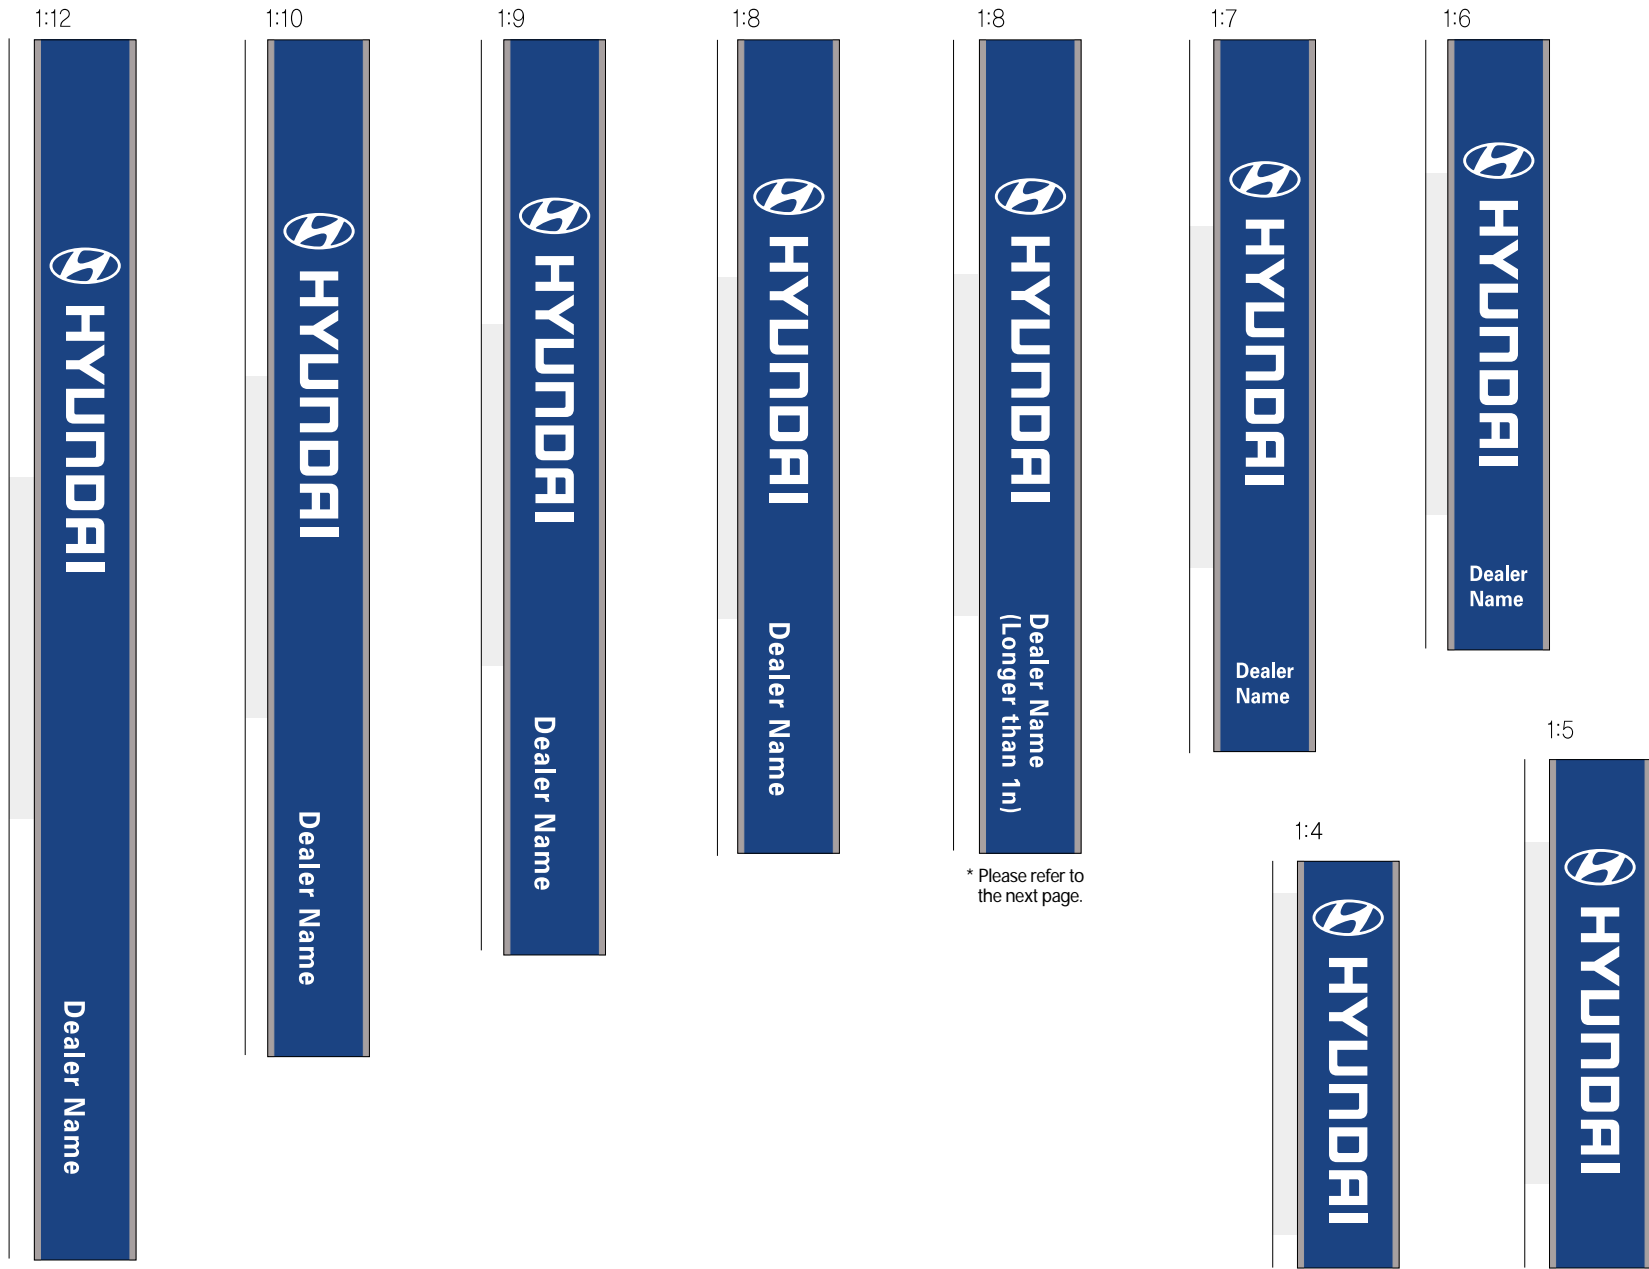 1:12
HYUNDAI
Dealer Name
1:10
HYUNDAI
Dealer Name
1:9
HYUNDAI
Dealer Name
1:8
HYUNDAI
Dealer Name
1:8
HYUNDAI
Dealer Name
(Longer than 1n)
* Please refer to
the next page.
1:7
HYUNDAI
Dealer
Name
1:6
HYUNDAI
Dealer
Name
1:4
HYUNDAI
1:5
HYUNDAI